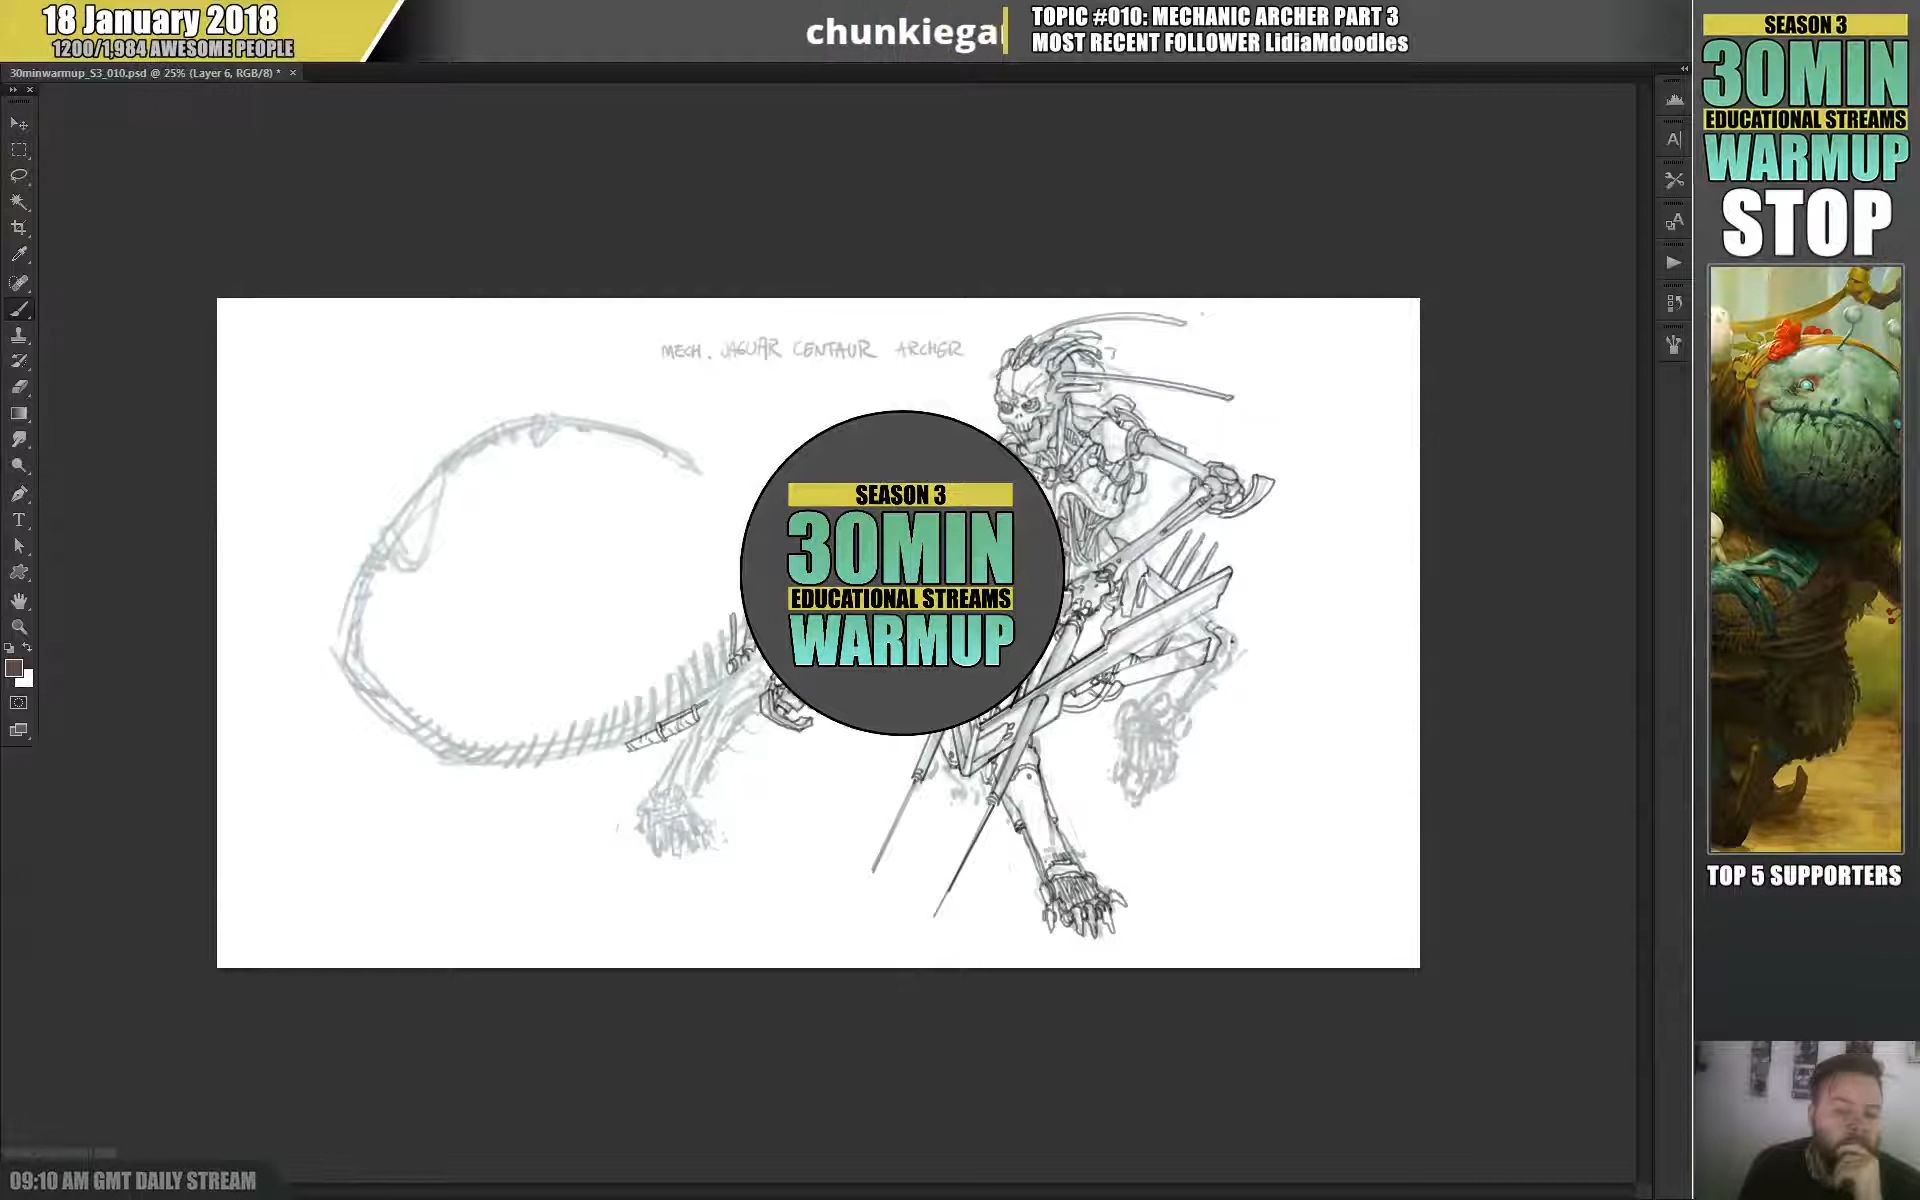 18 January 2018
1200/1,984 AWESOME PEOPLE
chunkiega
TOPIC #010: MECHANIC ARCHER PART 3
MOST RECENT FOLLOWER LidiaMdoodles
30minwarmup_S3_010.psd @ 25% (Layer 6, RGB/8) *
MECH. JAGUAR CENTAUR ARCHER
SEASON 3
30MIN
EDUCATIONAL STREAMS
WARMUP
SEASON 3
30MIN
EDUCATIONAL STREAMS
WARMUP
STOP
TOP 5 SUPPORTERS
09:10 AM GMT DAILY STREAM